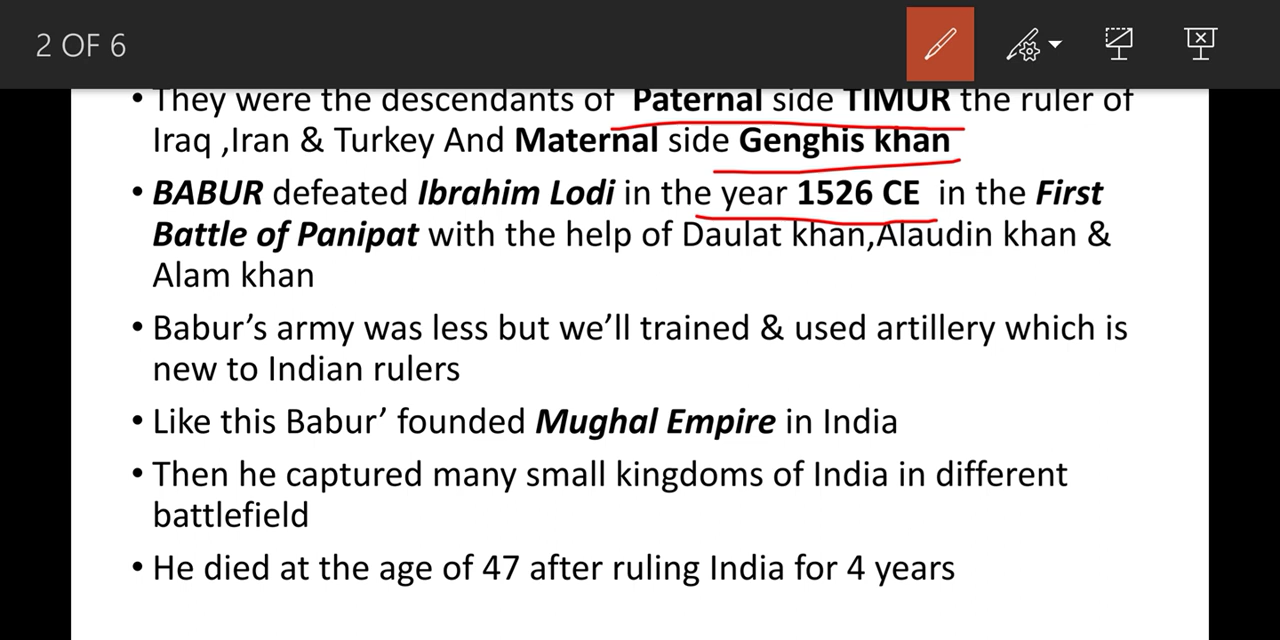 2 OF 6
• They were the descendants of Paternal side TIMUR the ruler of
Iraq ,Iran & Turkey And Maternal side Genghis khan
• BABUR defeated Ibrahim Lodi in the year 1526 CE in the First
Battle of Panipat with the help of Daulat khan,Alaudin khan &
Alam khan
• Babur’s army was less but we’ll trained & used artillery which is
new to Indian rulers
• Like this Babur’ founded Mughal Empire in India
• Then he captured many small kingdoms of India in different
battlefield
• He died at the age of 47 after ruling India for 4 years